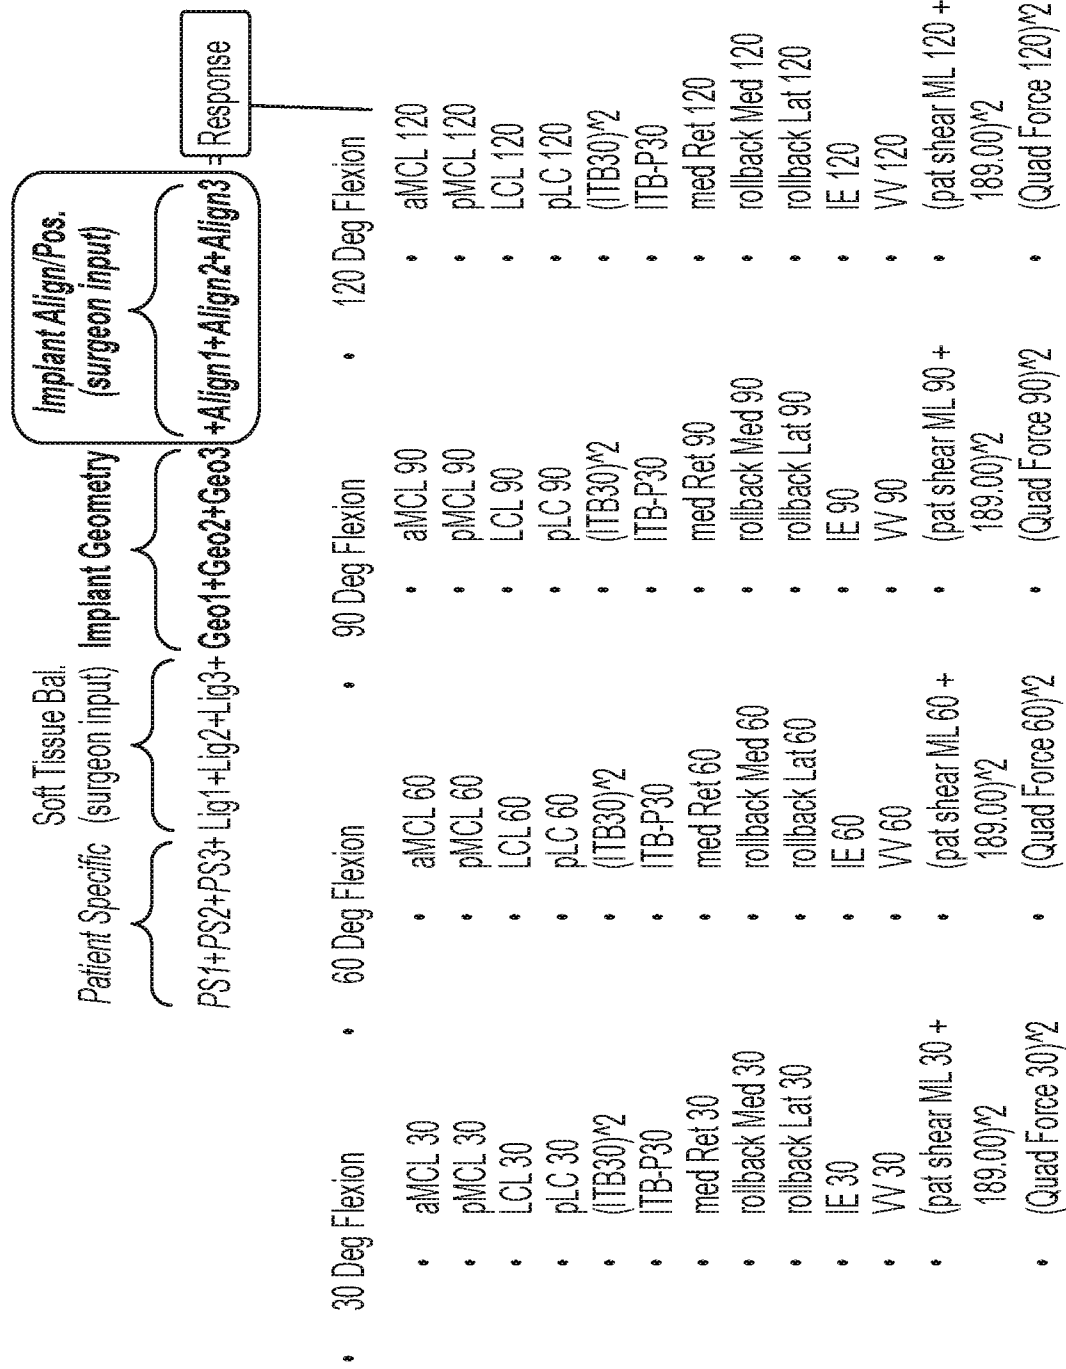 Patient Specific
Soft Tissue Bal.
(surgeon input)
Implant Geometry
Implant Align/Pos.
(surgeon input)
PS1+PS2+PS3+ Lig1+Lig2+Lig3+ Geo1+Geo2+Geo3 +Align1+Align2+Align3 = Response
• 30 Deg Flexion
• aMCL 30
• pMCL 30
• LCL 30
• pLC 30
• (ITB30)^2
• ITB-P30
• med Ret 30
• rollback Med 30
• rollback Lat 30
• IE 30
• VV 30
• (pat shear ML 30 +
189.00)^2
• (Quad Force 30)^2
• 60 Deg Flexion
• aMCL 60
• pMCL 60
• LCL 60
• pLC 60
• (ITB30)^2
• ITB-P30
• med Ret 60
• rollback Med 60
• rollback Lat 60
• IE 60
• VV 60
• (pat shear ML 60 +
189.00)^2
• (Quad Force 60)^2
• 90 Deg Flexion
• aMCL 90
• pMCL 90
• LCL 90
• pLC 90
• (ITB30)^2
• ITB-P30
• med Ret 90
• rollback Med 90
• rollback Lat 90
• IE 90
• VV 90
• (pat shear ML 90 +
189.00)^2
• (Quad Force 90)^2
• 120 Deg Flexion
• aMCL 120
• pMCL 120
• LCL 120
• pLC 120
• (ITB30)^2
• ITB-P30
• med Ret 120
• rollback Med 120
• rollback Lat 120
• IE 120
• VV 120
• (pat shear ML 120 +
189.00)^2
• (Quad Force 120)^2